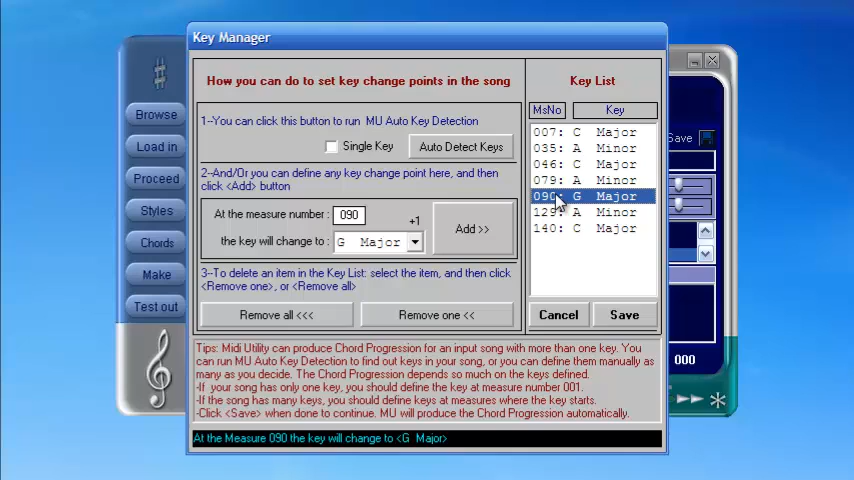 Key Manager
How you can do to set key change points in the song
1--You can click this button to run MU Auto Key Detection
Single Key
Auto Detect Keys
2--And/Or you can define any key change point here, and then
click <Add> button
At the measure number : 090
+1
the key will change to : G Major
Add >>
3--To delete an item in the Key List: select the item, and then click
<Remove one>, or <Remove all>
Remove all <<<
Remove one <<
Key List
MsNo Key
007: C Major
035: A Minor
046: C Major
079: A Minor
090: G Major
129: A Minor
140: C Major
Cancel
Save
Tips: Midi Utility can produce Chord Progression for an input song with more than one key. You
can run MU Auto Key Detection to find out keys in your song, or you can define them manually as
many as you decide. The Chord Progression depends so much on the keys defined.
-If your song has only one key, you should define the key at measure number 001.
-If the song has many keys, you should define keys at measures where the key starts.
-Click <Save> when done to continue. MU will produce the Chord Progression automatically.
At the Measure 090 the key will change to <G Major>
Browse
Load in
Proceed
Styles
Chords
Make
Test out
Save
000